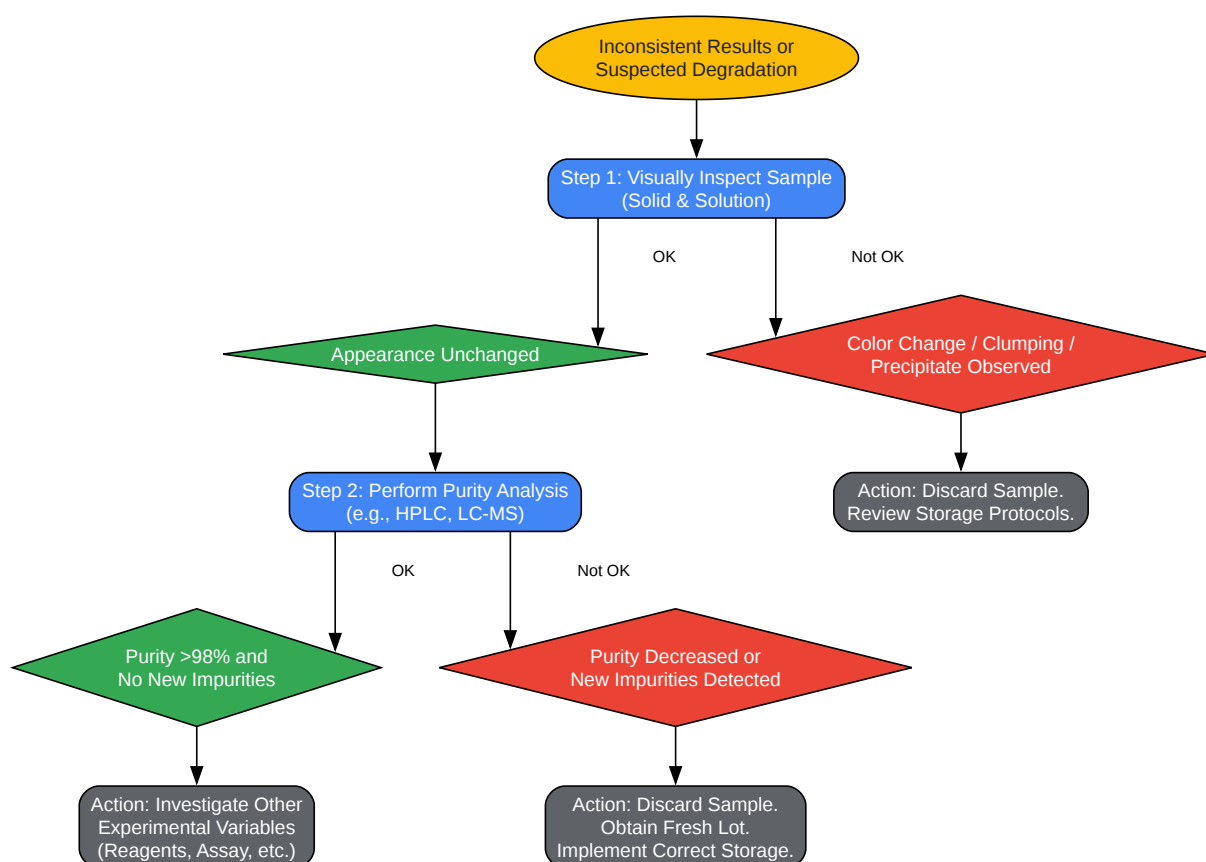 Inconsistent Results or
Suspected Degradation
Step 1: Visually Inspect Sample
(Solid & Solution)
OK
Not OK
Appearance Unchanged
Color Change / Clumping /
Precipitate Observed
Step 2: Perform Purity Analysis
(e.g., HPLC, LC-MS)
Action: Discard Sample.
Review Storage Protocols.
OK
Not OK
Purity >98% and
No New Impurities
Purity Decreased or
New Impurities Detected
Action: Investigate Other
Experimental Variables
(Reagents, Assay, etc.)
Action: Discard Sample.
Obtain Fresh Lot.
Implement Correct Storage.